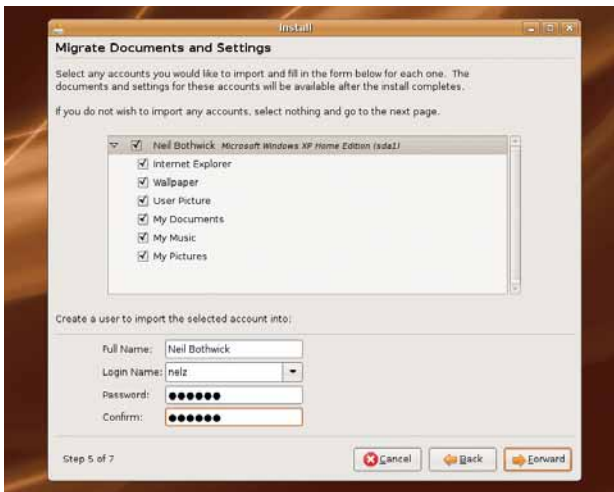 Install
Migrate Documents and Settings
Select any accounts you would like to import and fill in the form below for each one. The
documents and settings for these accounts will be available after the install completes.
If you do not wish to import any accounts, select nothing and go to the next page.
Neil Bothwick Microsoft Windows XP Home Edition (sda1)
Internet Explorer
Wallpaper
User Picture
My Documents
My Music
My Pictures
Create a user to import the selected account into:
Full Name: Neil Bothwick
Login Name: nelz
Password: ●●●●●●
Confirm: ●●●●●●
Step 5 of 7
Cancel Back Forward